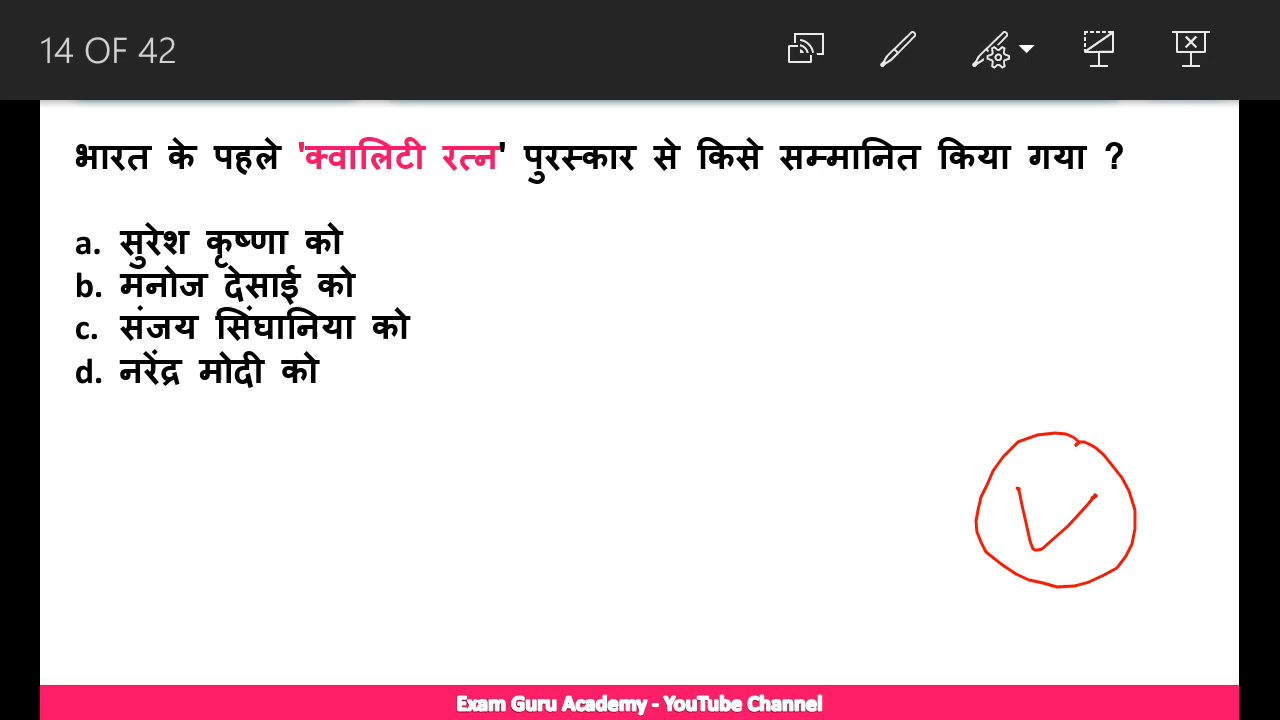 14 OF 42
भारत के पहले 'क्वालिटी रत्न' पुरस्कार से किसे सम्मानित किया गया ?
a. सुरेश कृष्णा को
b. मनोज देसाई को
c. संजय सिंघानिया को
d. नरेंद्र मोदी को
Exam Guru Academy - YouTube Channel